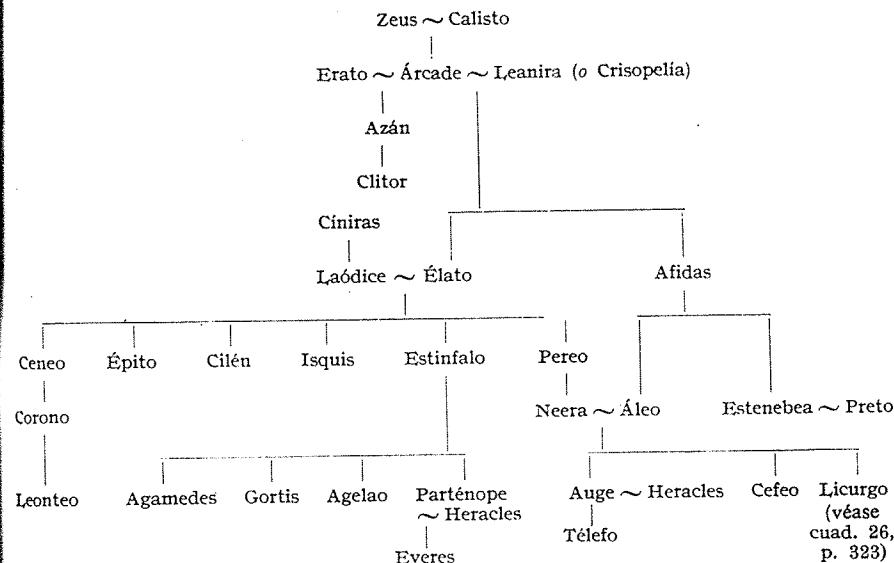 Zeus ~ Calisto
Erato ~ Árcade ~ Leanira (o Crisopelía)
Azán
Clitor
Cíniras
Laódice ~ Élato
Afidas
Ceneo Épito Cilén Isquis Estinfalo Pereo
Corono
Neera ~ Áleo Estenebea ~ Preto
Leonteo Agamedes Gortis Agelao Parténope Auge ~ Heracles Cefeo Licurgo
~ Heracles
(véase
Télefo
cuad. 26,
Everes
p. 323)